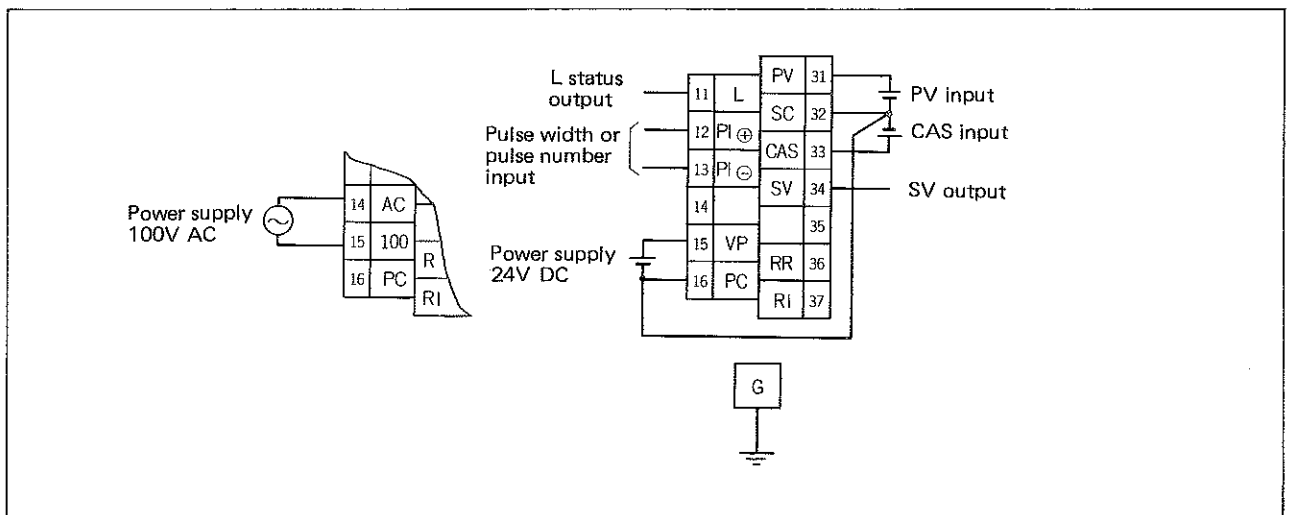 Power supply
100V AC
14 AC
15 100
16 PC
R
RI
L status
output
Pulse width or
pulse number
input
Power supply
24V DC
11 L
12 PI ⊕
13 PI ⊖
14
15 VP
16 PC
PV 31
SC 32
CAS 33
SV 34
35
RR 36
RI 37
PV input
CAS input
SV output
G